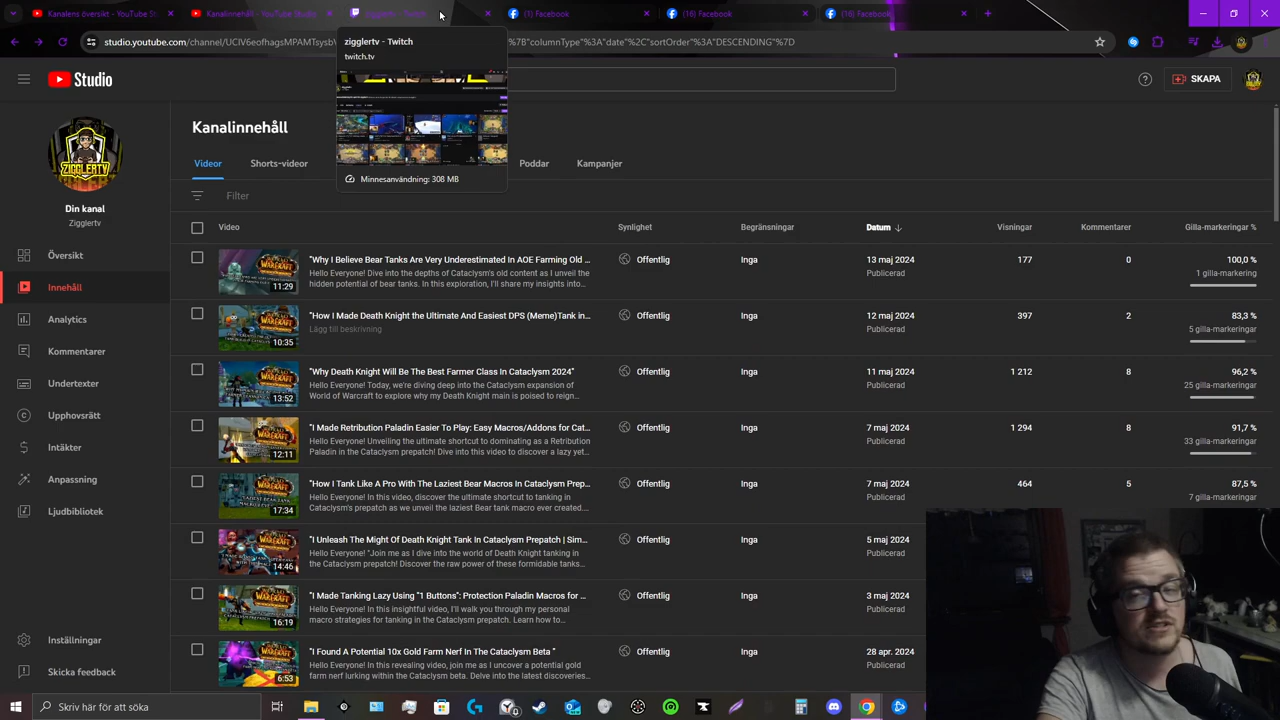 Kanalens översikt - YouTube St
Kanalinnehåll - YouTube Studio
zigglertv - Twitch
(1) Facebook
(16) Facebook
(16) Facebook
studio.youtube.com/channel/UCIV6eofhagsMPAMTsysbV
%7B"columnType"%3A"date"%2C"sortOrder"%3A"DESCENDING"%7D
zigglertv - Twitch
twitch.tv
Minnesanvändning: 308 MB
Studio
SKAPA
Kanalinnehåll
Videor
Shorts-videor
Poddar
Kampanjer
Filter
ZIGGLERTV
Din kanal
Zigglertv
Översikt
Innehåll
Analytics
Kommentarer
Undertexter
Upphovsrätt
Intäkter
Anpassning
Ljudbibliotek
Inställningar
Skicka feedback
Video
Synlighet
Begränsningar
Datum
Visningar
Kommentarer
Gilla-markeringar %
11:29
"Why I Believe Bear Tanks Are Very Underestimated In AOE Farming Old ...
Hello Everyone! Dive into the depths of Cataclysm's old content as I unveil the
hidden potential of bear tanks. In this exploration, I'll share my insights into...
Offentlig
Inga
13 maj 2024
Publicerad
177
0
100,0 %
1 gilla-markering
10:35
"How I Made Death Knight the Ultimate And Easiest DPS (Meme)Tank in...
Lägg till beskrivning
Offentlig
Inga
12 maj 2024
Publicerad
397
2
83,3 %
5 gilla-markeringar
13:52
"Why Death Knight Will Be The Best Farmer Class In Cataclysm 2024"
Hello Everyone! Today, we're diving deep into the Cataclysm expansion of
World of Warcraft to explore why my Death Knight main is poised to reign...
Offentlig
Inga
11 maj 2024
Publicerad
1 212
8
96,2 %
25 gilla-markeringar
12:11
"I Made Retribution Paladin Easier To Play: Easy Macros/Addons for Cat...
Hello Everyone! Unveiling the ultimate shortcut to dominating as a Retribution
Paladin in the Cataclysm prepatch! Dive into this video to discover a lazy yet...
Offentlig
Inga
7 maj 2024
Publicerad
1 294
8
91,7 %
33 gilla-markeringar
17:34
"How I Tank Like A Pro With The Laziest Bear Macros In Cataclysm Prep...
Hello Everyone! In this video, discover the ultimate shortcut to tanking in
Cataclysm's prepatch as we unveil the laziest Bear tank macro ever created...
Offentlig
Inga
7 maj 2024
Publicerad
464
5
87,5 %
7 gilla-markeringar
14:46
"I Unleash The Might Of Death Knight Tank In Cataclysm Prepatch | Sim...
Hello Everyone! "Join me as I dive into the world of Death Knight tanking in
the Cataclysm prepatch! Discover the raw power of these formidable tanks...
Offentlig
Inga
5 maj 2024
Publicerad
16:19
"I Made Tanking Lazy Using "1 Buttons": Protection Paladin Macros for ...
Hello Everyone! In this insightful video, I'll walk you through my personal
macro strategies for tanking in the Cataclysm prepatch. Learn how to...
Offentlig
Inga
3 maj 2024
Publicerad
6:53
"I Found A Potential 10x Gold Farm Nerf In The Cataclysm Beta "
Hello Everyone! In this revealing video, join me as I uncover a potential gold
farm nerf lurking within the Cataclysm beta. Delve into the latest discoveries...
Offentlig
Inga
28 apr. 2024
Publicerad
Skriv här för att söka